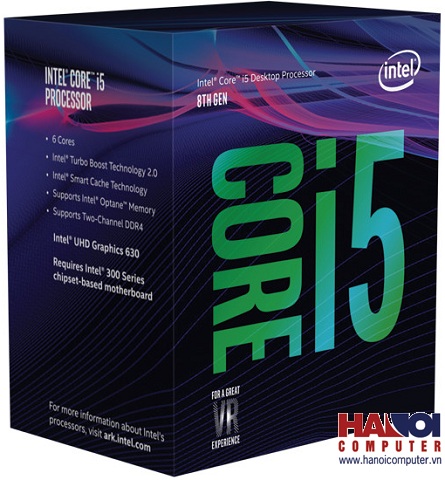 INTEL® CORE™ i5
PROCESSOR
• 6 Cores
• Intel® Turbo Boost Technology 2.0
• Intel® Smart Cache Technology
• Supports Intel® Optane™ Memory
• Supports Two-Channel DDR4
Intel® UHD Graphics 630
Requires Intel® 300 Series
chipset-based motherboard
For more information about Intel's
processors, visit ark.intel.com
Intel® Core™ i5 Desktop Processor
8TH GEN
intel®
CORE i5
FOR A GREAT
VR
EXPERIENCE
HANOI
COMPUTER
www.hanoicomputer.vn